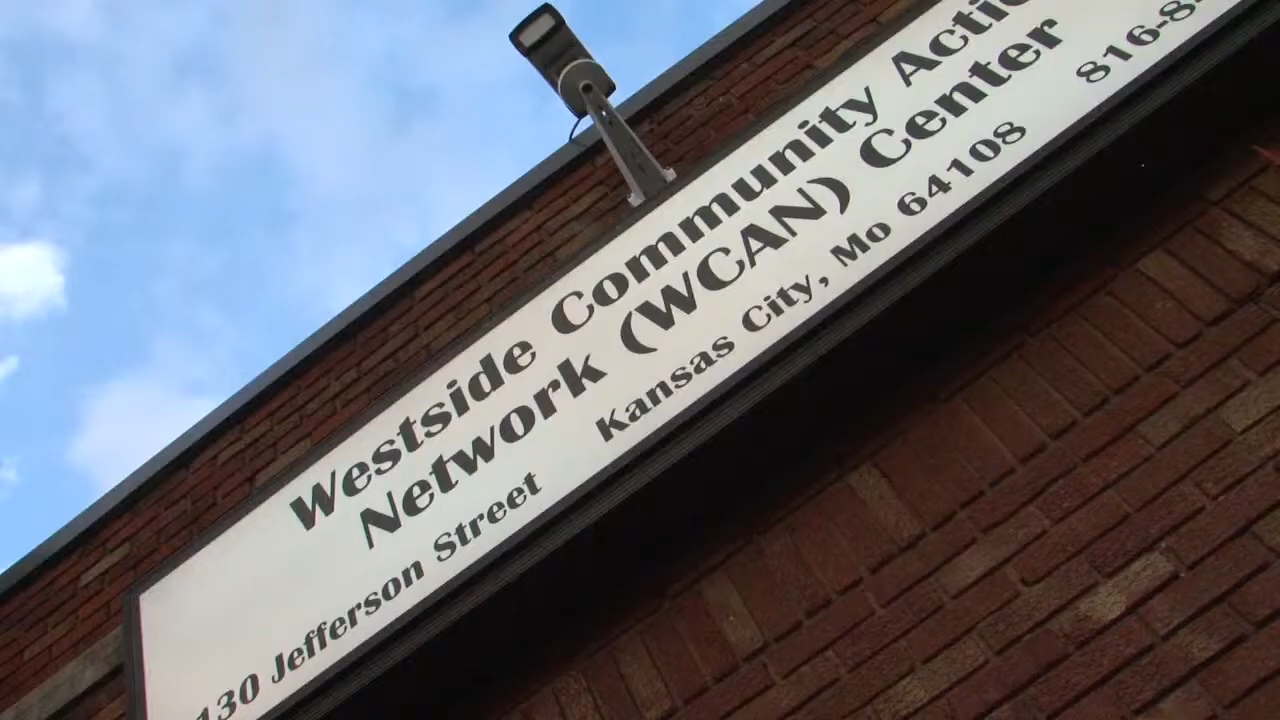 Westside Community Actio
Network (WCAN) Center
130 Jefferson Street Kansas City, Mo 64108 816-8